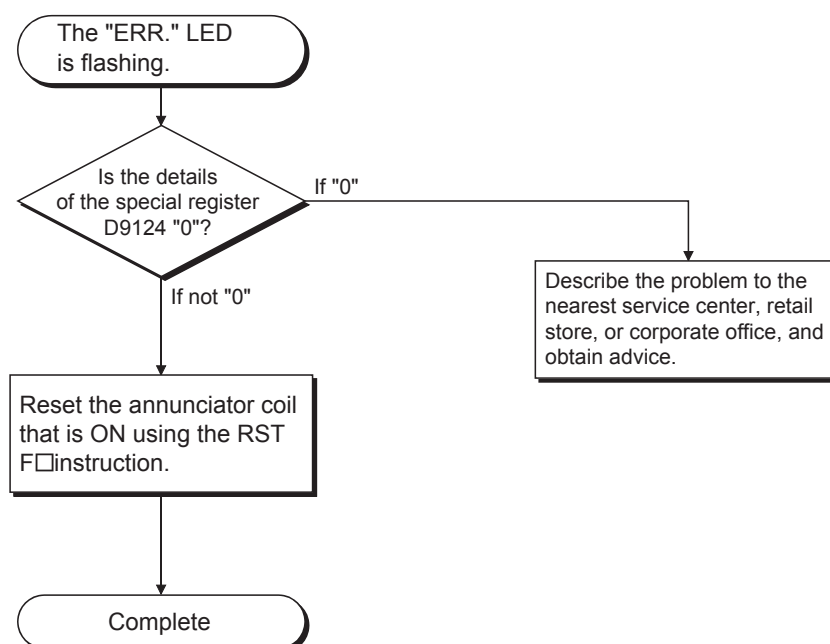 The "ERR." LED
is flashing.
Is the details
of the special register
D9124 "0"?
If "0"
Describe the problem to the
nearest service center, retail
store, or corporate office, and
obtain advice.
If not "0"
Reset the annunciator coil
that is ON using the RST
F□instruction.
Complete